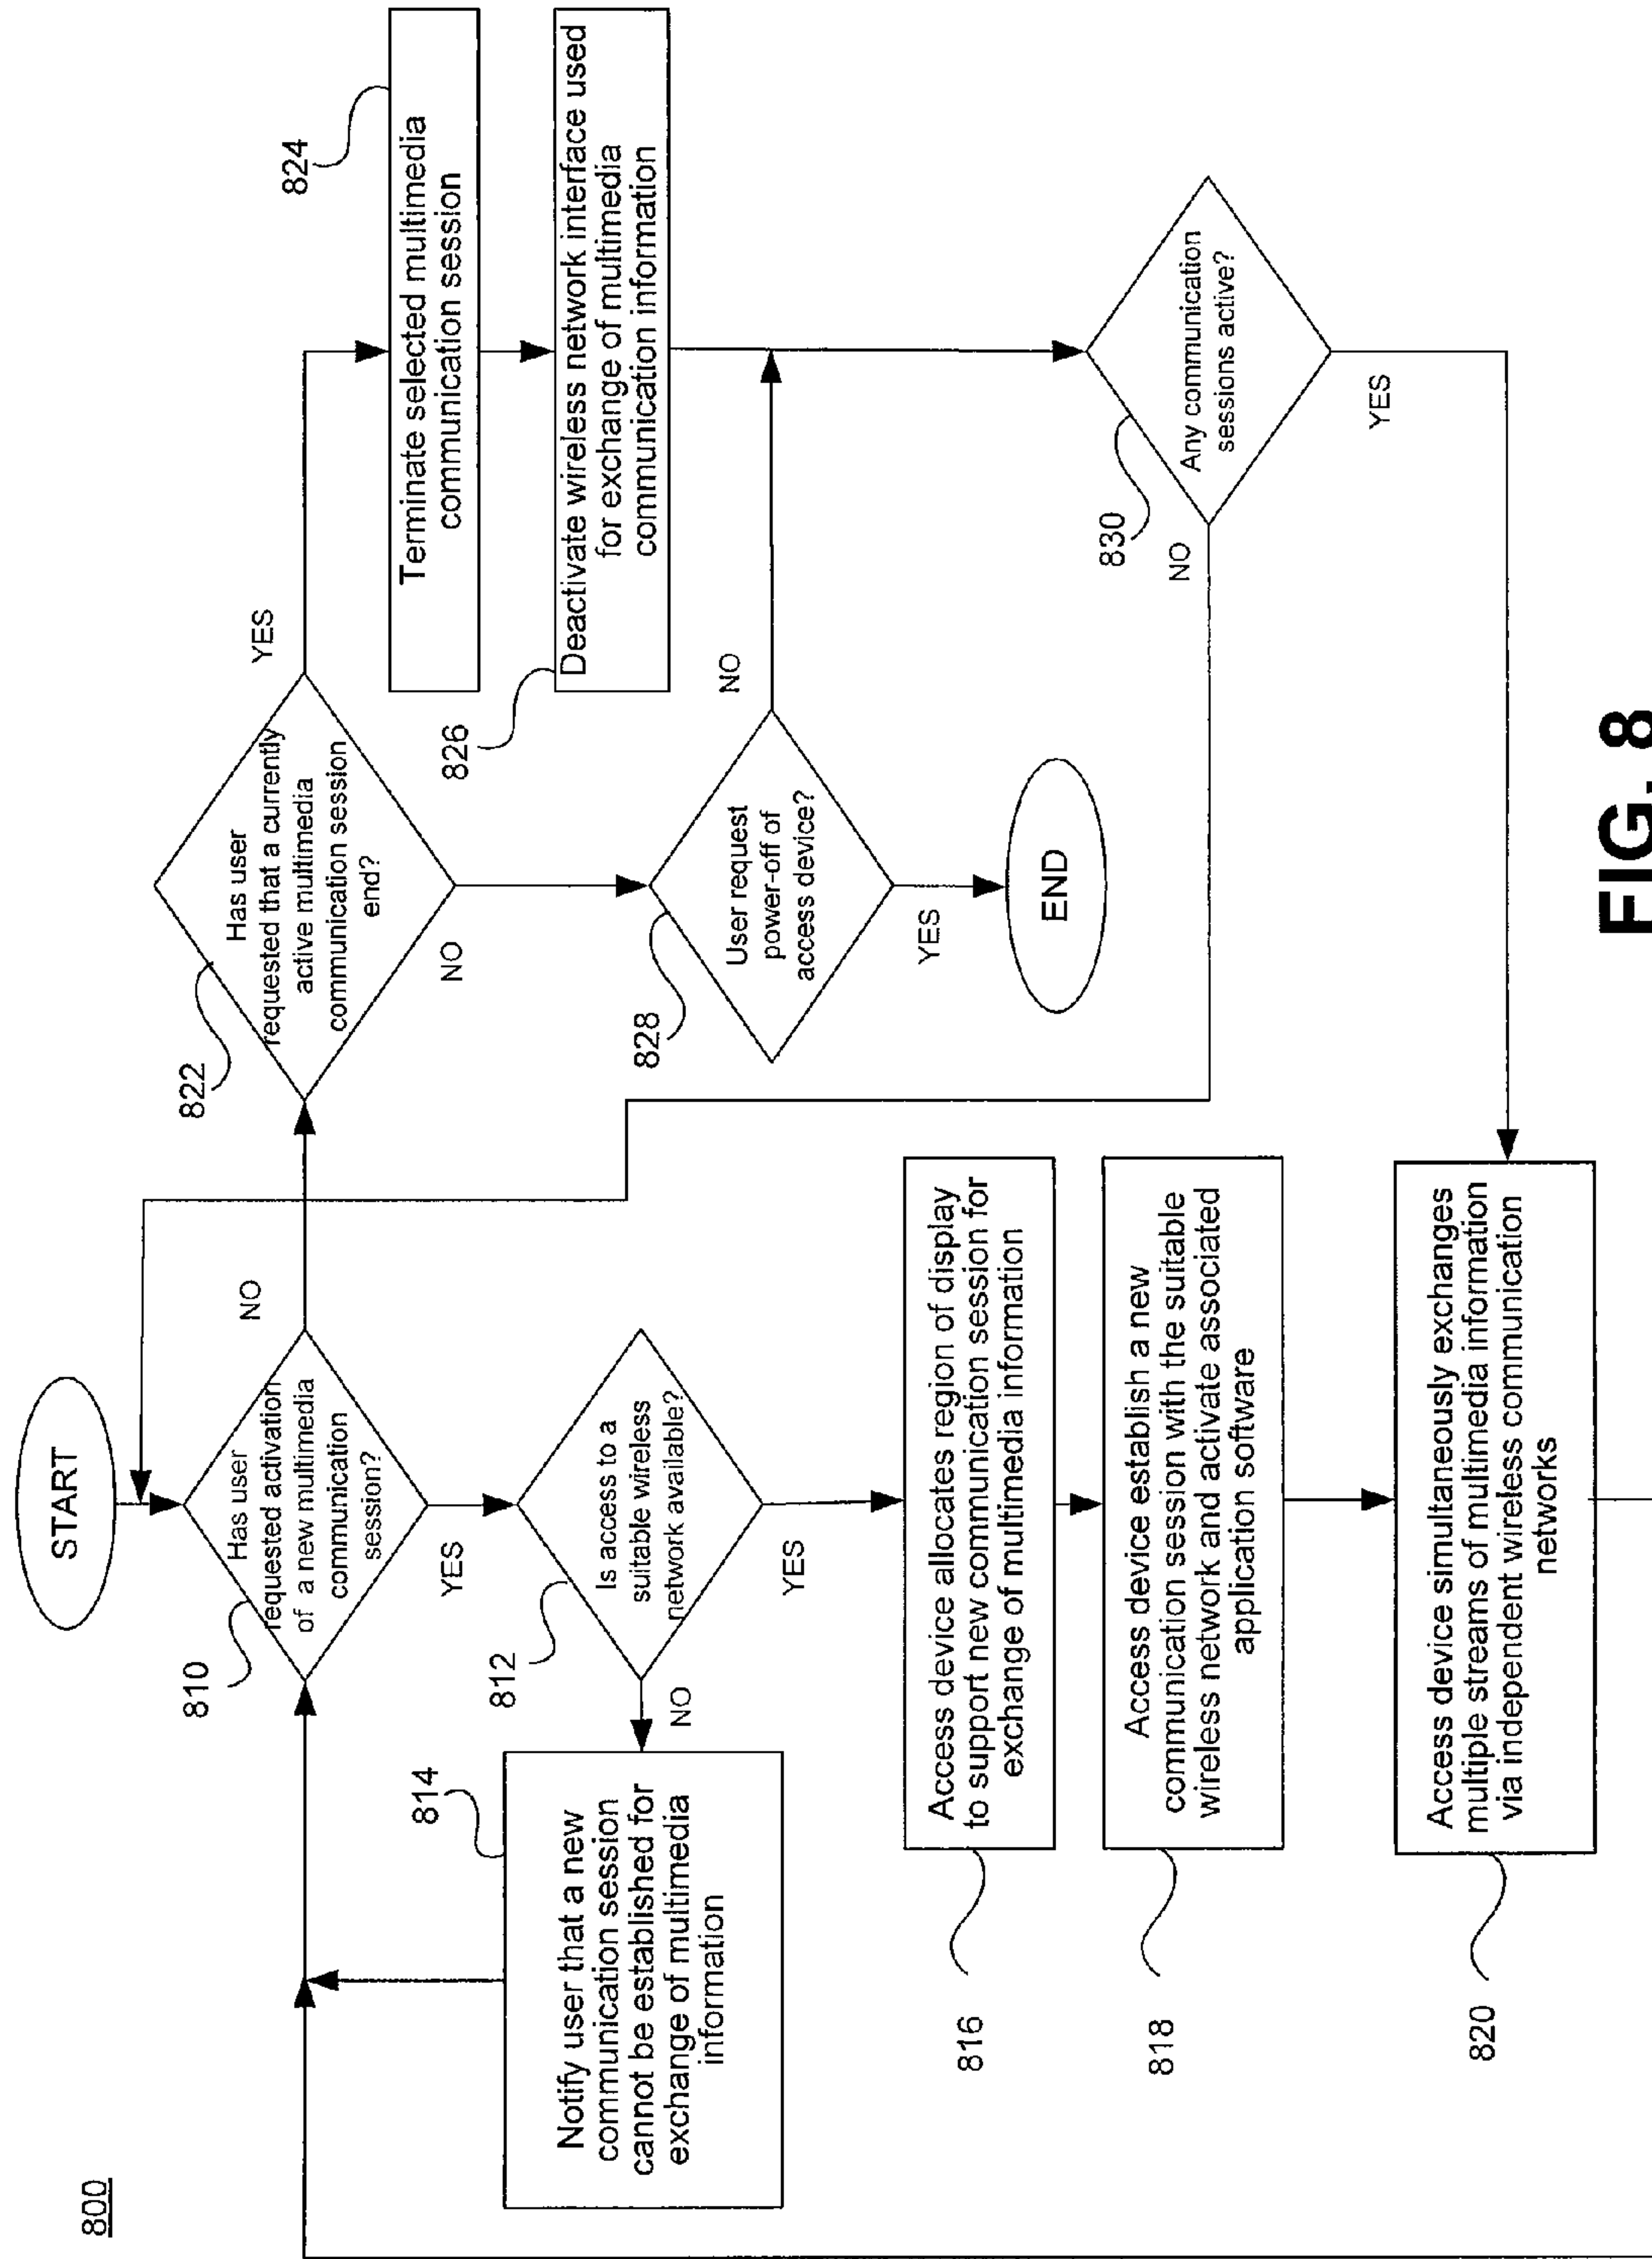 800
START
810
Has user
requested activation
of a new multimedia
communication
session?
NO
YES
812
Is access to a
suitable wireless
network available?
NO
YES
814
Notify user that a new
communication session
cannot be established for
exchange of multimedia
information
816
Access device allocates region of display
to support new communication session for
exchange of multimedia information
818
Access device establish a new
communication session with the suitable
wireless network and activate associated
application software
820
Access device simultaneously exchanges
multiple streams of multimedia information
via independent wireless communication
networks
822
Has user
requested that a currently
active multimedia
communication session
end?
YES
NO
824
Terminate selected multimedia
communication session
826
Deactivate wireless network interface used
for exchange of multimedia
communication information
828
User request
power-off of
access device?
NO
YES
END
830
Any communication
sessions active?
NO
YES
FIG. 8